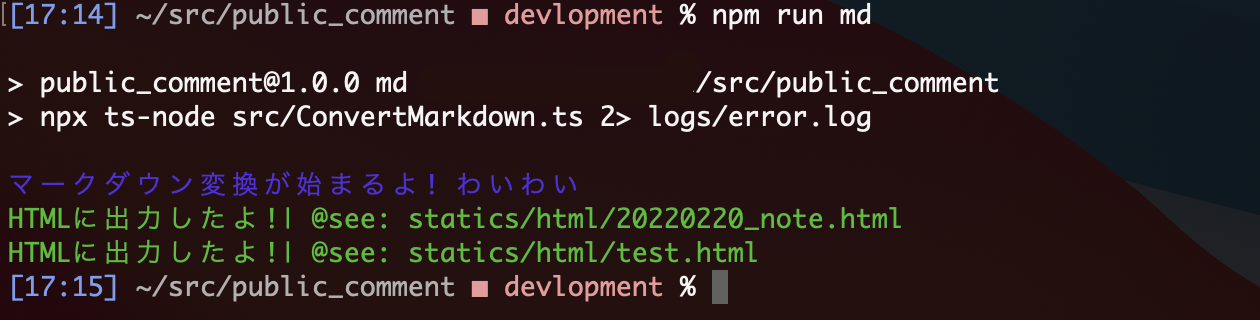 [17:14] ~/src/public_comment ■ devlopment % npm run md
> public_comment@1.0.0 md /src/public_comment
> npx ts-node src/ConvertMarkdown.ts 2> logs/error.log
マークダウン変換が始まるよ! わいわい
HTMLに出力したよ!| @see: statics/html/20220220_note.html
HTMLに出力したよ!| @see: statics/html/test.html
[17:15] ~/src/public_comment ■ devlopment %